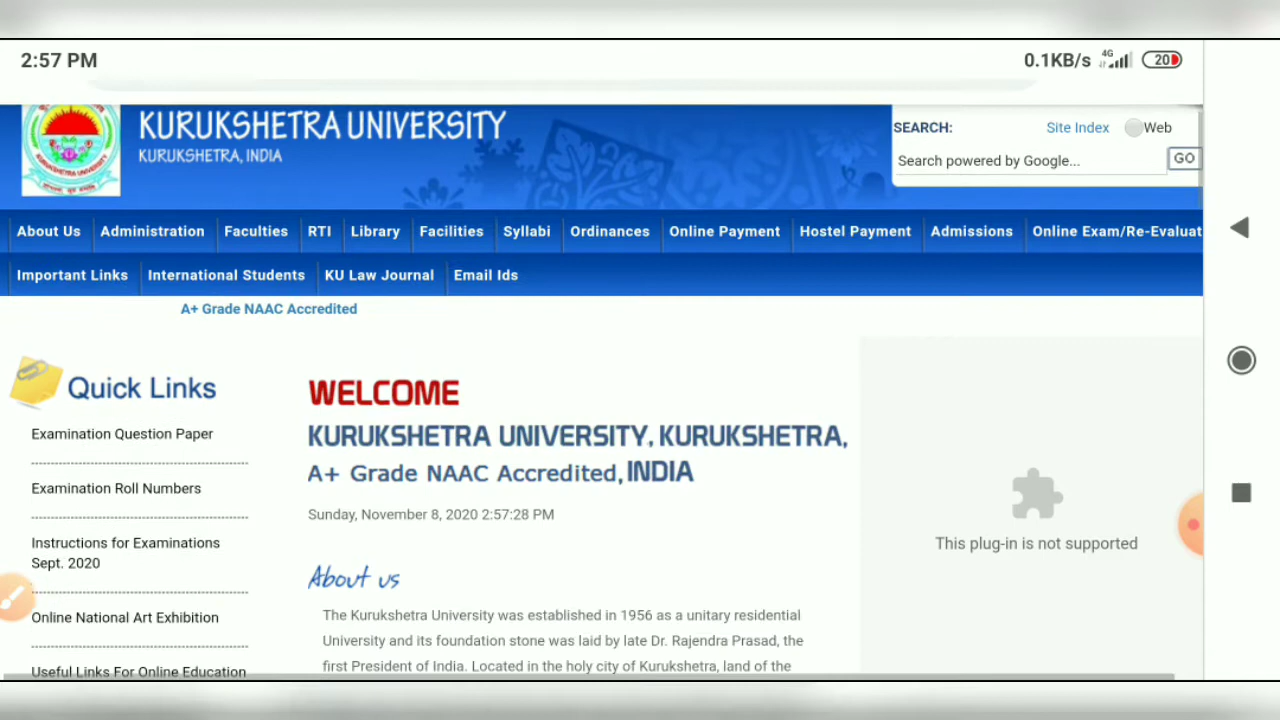 2:57 PM
0.1KB/s 4G 20
KURUKSHETRA UNIVERSITY
KURUKSHETRA, INDIA
SEARCH: Site Index Web
Search powered by Google... GO
About Us Administration Faculties RTI Library Facilities Syllabi Ordinances Online Payment Hostel Payment Admissions Online Exam/Re-Evaluat
Important Links International Students KU Law Journal Email Ids
A+ Grade NAAC Accredited
Quick Links
Examination Question Paper
Examination Roll Numbers
Instructions for Examinations
Sept. 2020
Online National Art Exhibition
Useful Links For Online Education
WELCOME
KURUKSHETRA UNIVERSITY, KURUKSHETRA,
A+ Grade NAAC Accredited, INDIA
Sunday, November 8, 2020 2:57:28 PM
About us
The Kurukshetra University was established in 1956 as a unitary residential
University and its foundation stone was laid by late Dr. Rajendra Prasad, the
first President of India. Located in the holy city of Kurukshetra, land of the
This plug-in is not supported